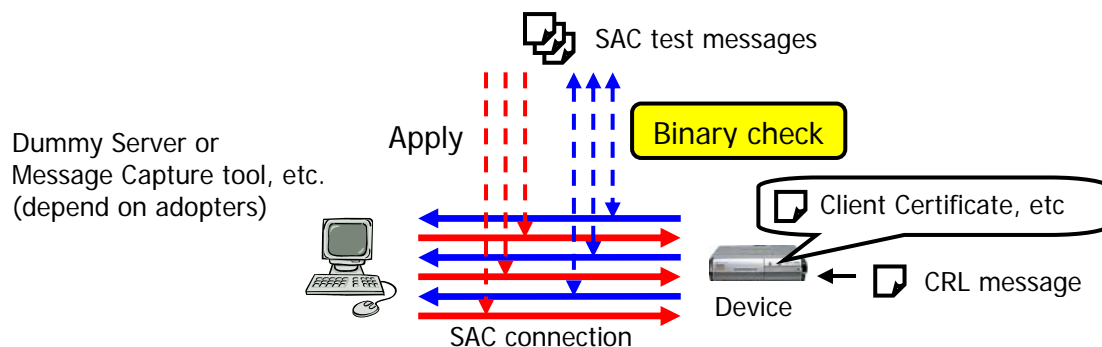 SAC test messages
Apply
Binary check
Dummy Server or
Message Capture tool, etc.
(depend on adopters)
Client Certificate, etc
CRL message
Device
SAC connection